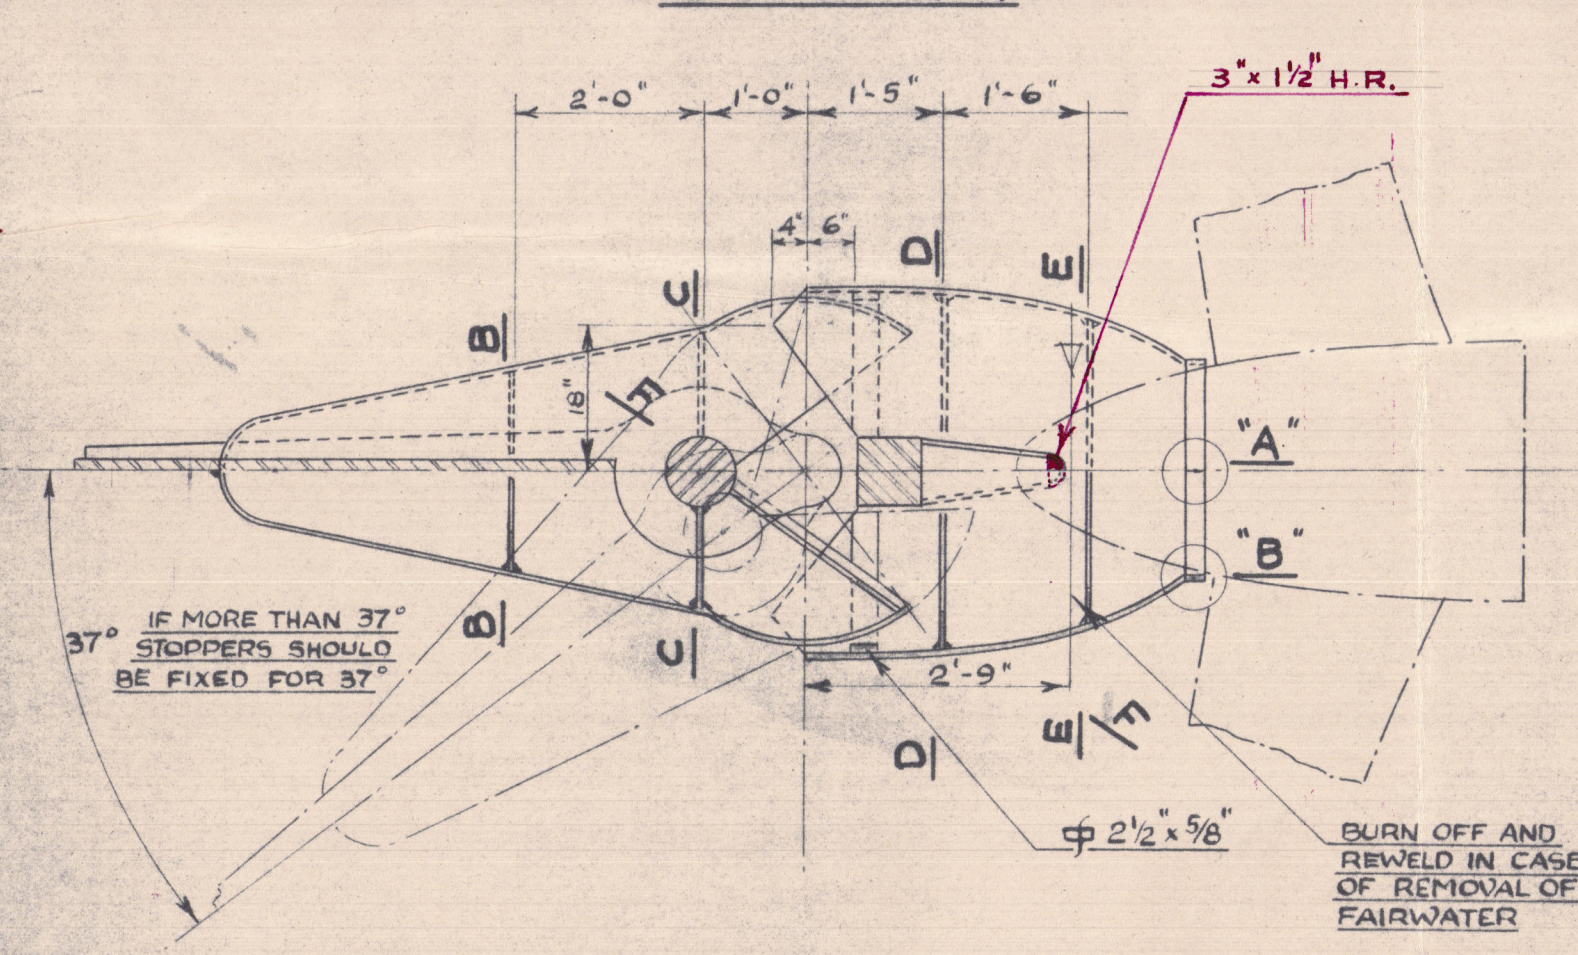 3" x 1½" H.R.
2'-0"
1'-0"
1'-5"
1'-6"
4"
6"
D
E
C
B
F
18"
"A"
"B"
37°
IF MORE THAN 37°
STOPPERS SHOULD
BE FIXED FOR 37°
B
C
2'-9"
D
E
F
2½" x ⅝"
BURN OFF AND
REWELD IN CASE
OF REMOVAL OF
FAIRWATER